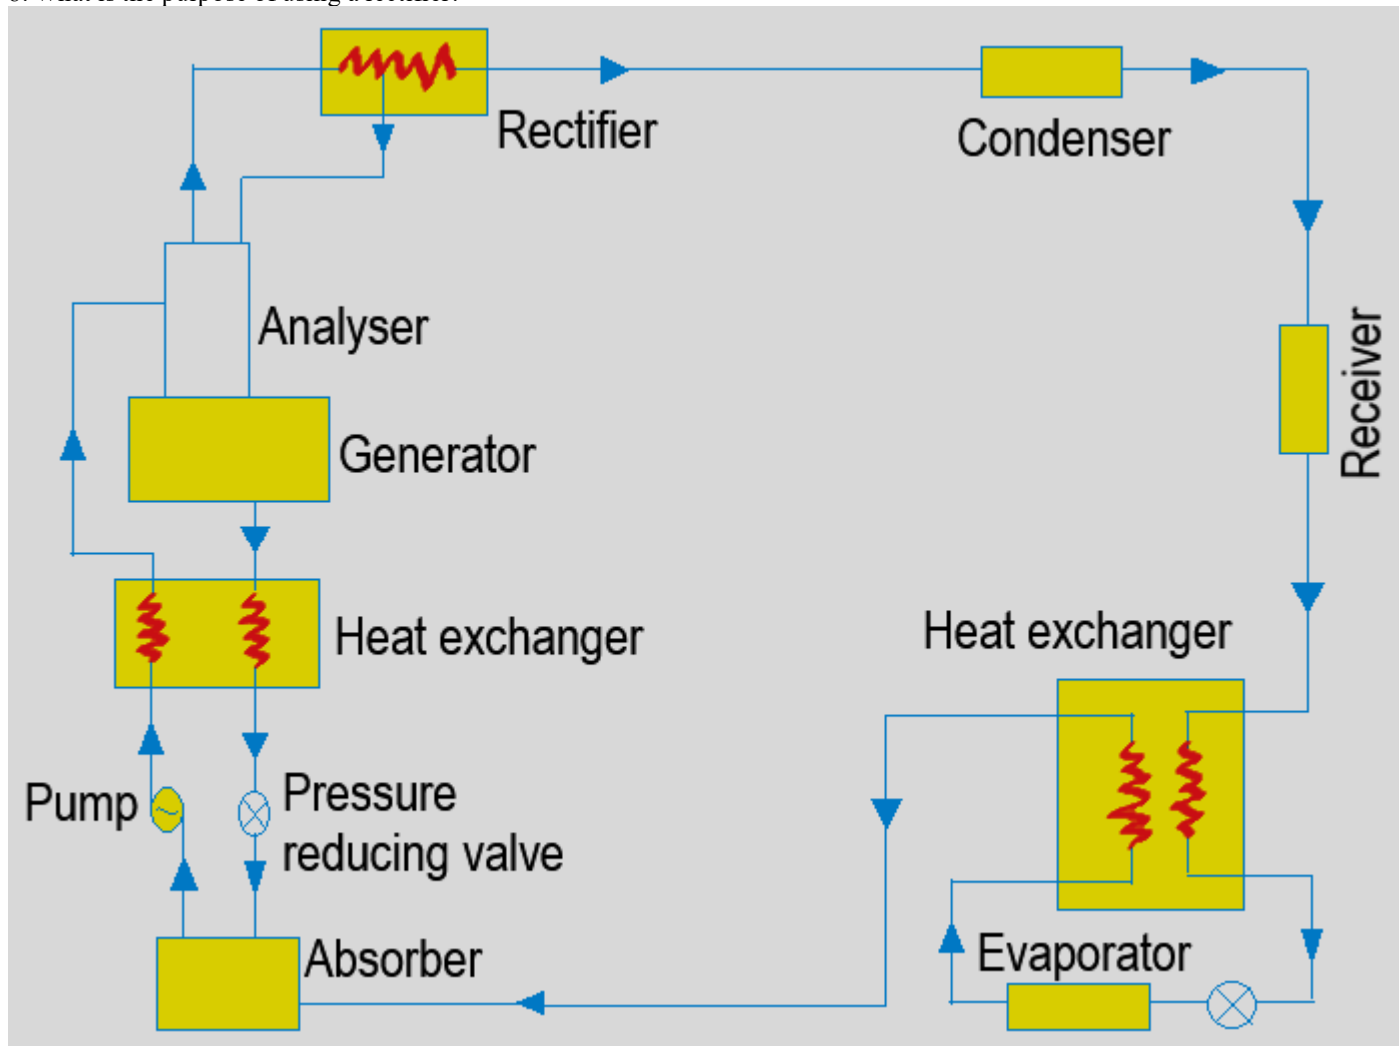 Rectifier
Condenser
Analyser
Receiver
Generator
Heat exchanger
Heat exchanger
Pump
Pressure
reducing valve
Absorber
Evaporator